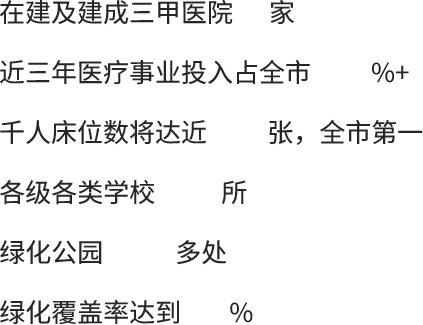 在建及建成三甲医院 家
近三年医疗事业投入占全市 %+
千人床位数将达近 张，全市第一
各级各类学校 所
绿化公园 多处
绿化覆盖率达到 %